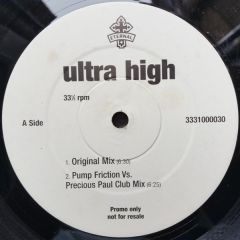 ETERNAL
ultra high
33⅓ rpm
A Side
3331000030
1. Original Mix (6:30)
2. Pump Friction Vs.
Precious Paul Club Mix (6:25)
Promo only
not for resale